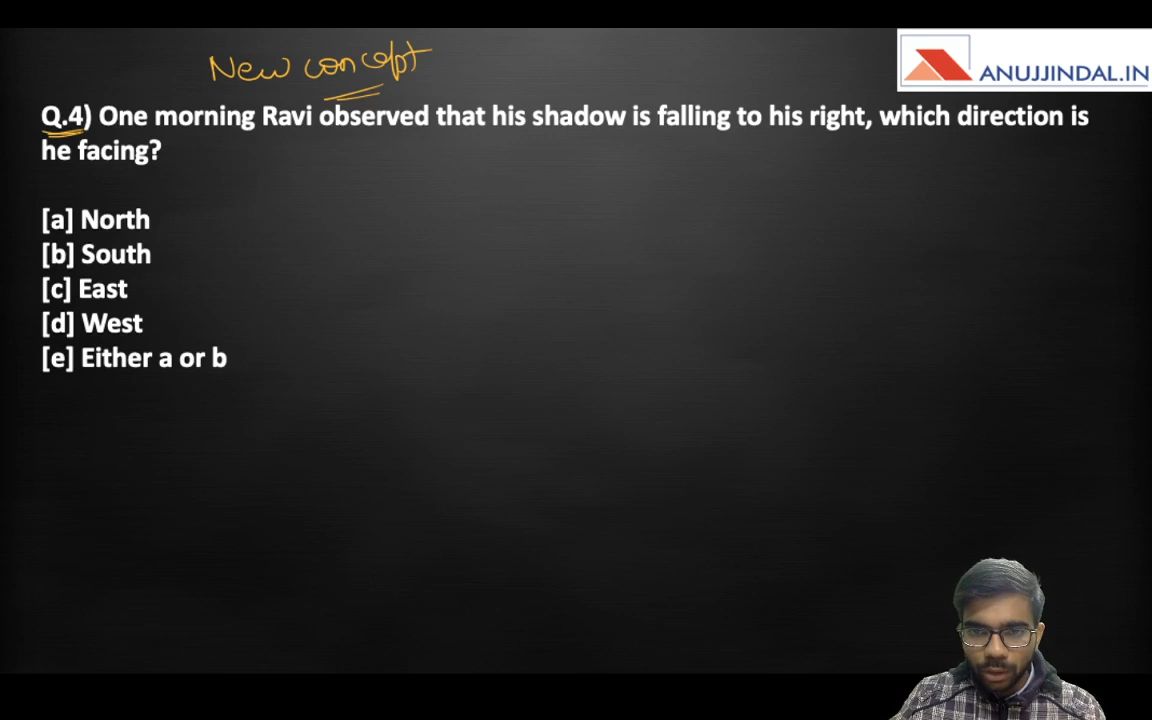 New concept
ANUJJINDAL.IN
Q.4) One morning Ravi observed that his shadow is falling to his right, which direction is
he facing?
[a] North
[b] South
[c] East
[d] West
[e] Either a or b